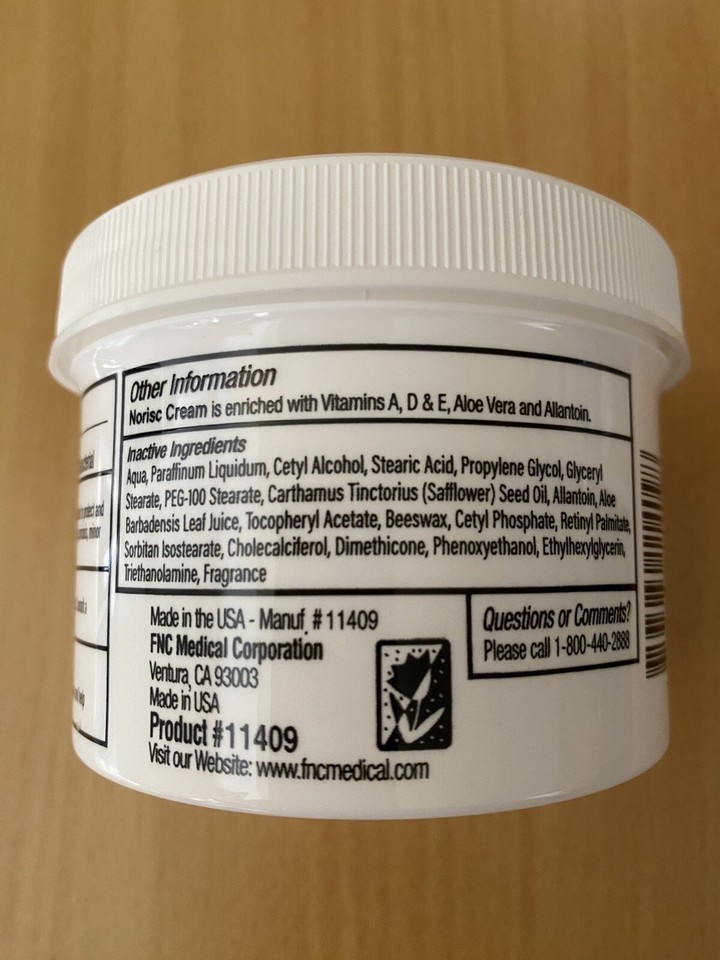 Other Information
Norisc Cream is enriched with Vitamins A, D & E, Aloe Vera and Allantoin.
Inactive Ingredients
Aqua, Paraffinum Liquidum, Cetyl Alcohol, Stearic Acid, Propylene Glycol, Glyceryl
Stearate, PEG-100 Stearate, Carthamus Tinctorius (Safflower) Seed Oil, Allantoin, Aloe
Barbadensis Leaf Juice, Tocopheryl Acetate, Beeswax, Cetyl Phosphate, Retinyl Palmitate,
Sorbitan Isostearate, Cholecalciferol, Dimethicone, Phenoxyethanol, Ethylhexylglycerin,
Triethanolamine, Fragrance
Made in the USA - Manuf. #11409
FNC Medical Corporation
Ventura, CA 93003
Made in USA
Product #11409
Visit our Website: www.fncmedical.com
Questions or Comments?
Please call 1-800-440-2888
protect and
minor